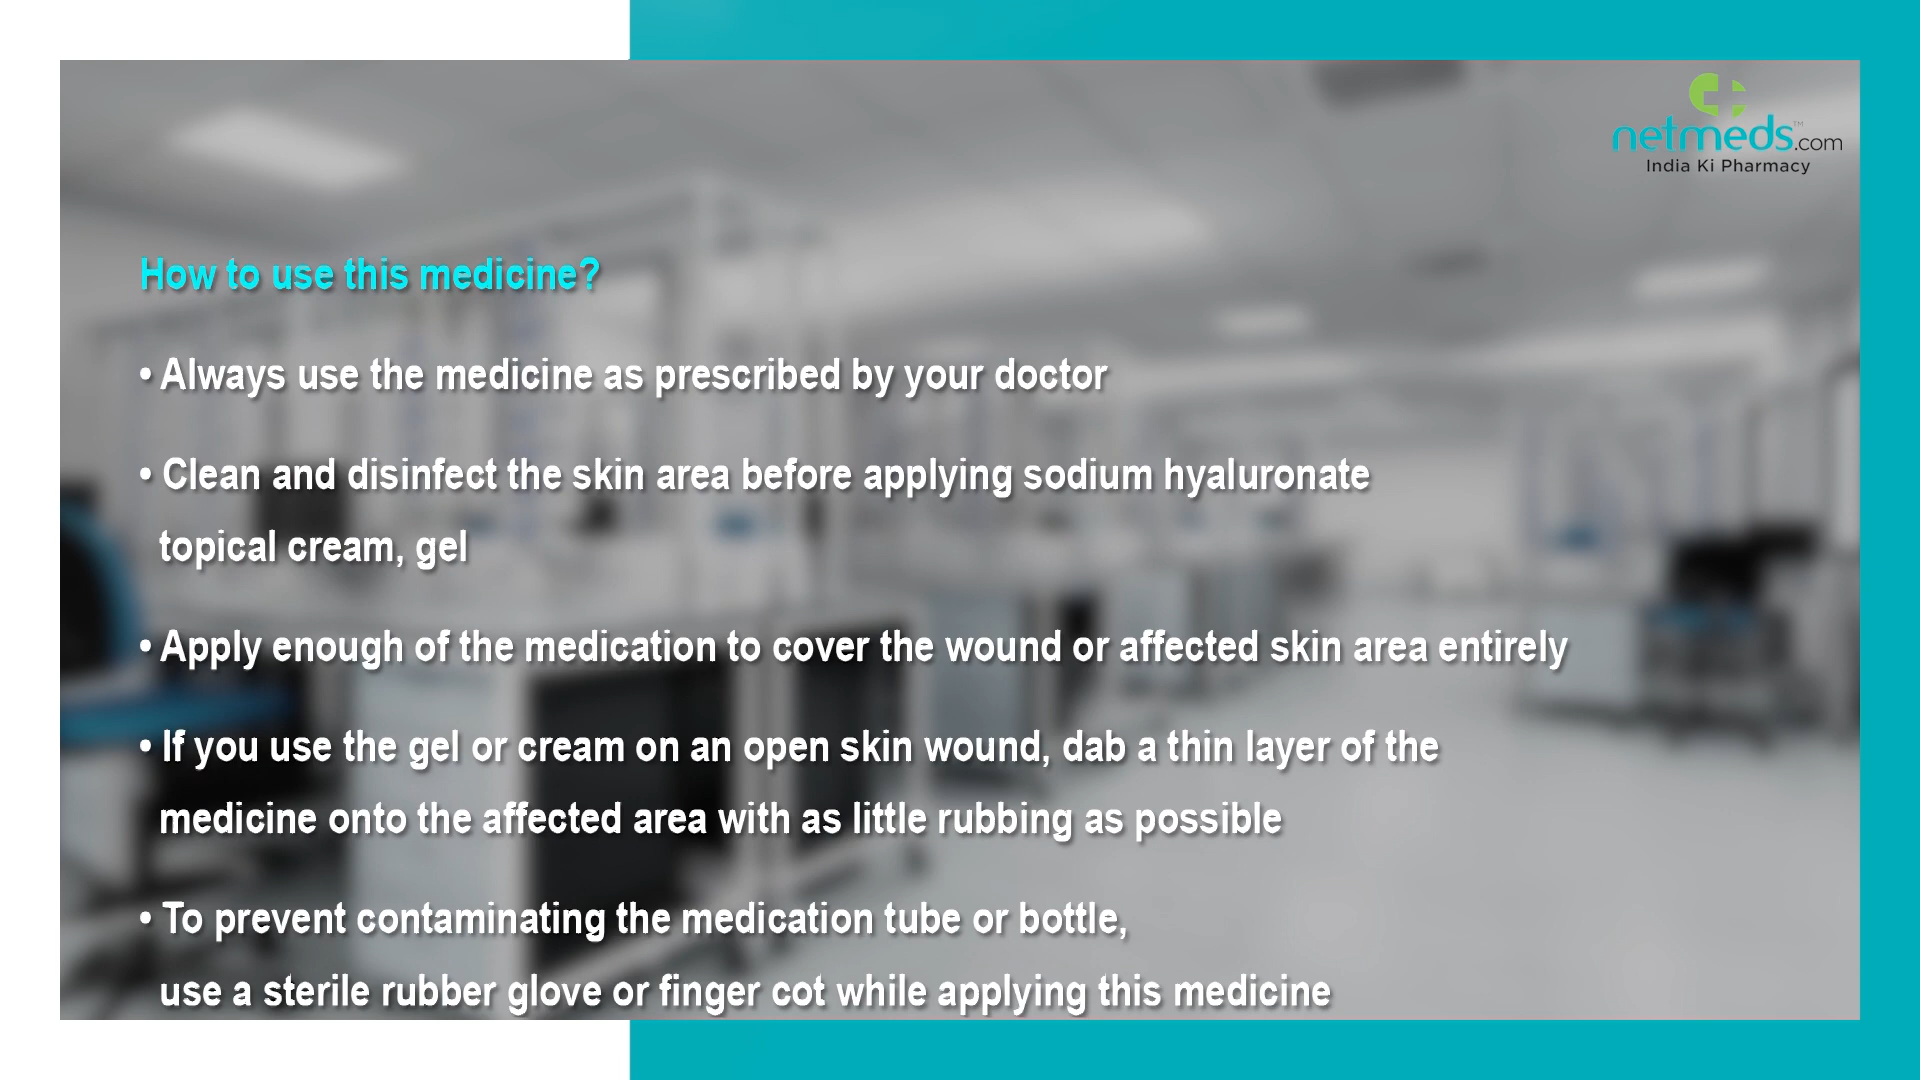 netmeds.com™
India Ki Pharmacy
How to use this medicine?
• Always use the medicine as prescribed by your doctor
• Clean and disinfect the skin area before applying sodium hyaluronate
topical cream, gel
• Apply enough of the medication to cover the wound or affected skin area entirely
• If you use the gel or cream on an open skin wound, dab a thin layer of the
medicine onto the affected area with as little rubbing as possible
• To prevent contaminating the medication tube or bottle,
use a sterile rubber glove or finger cot while applying this medicine